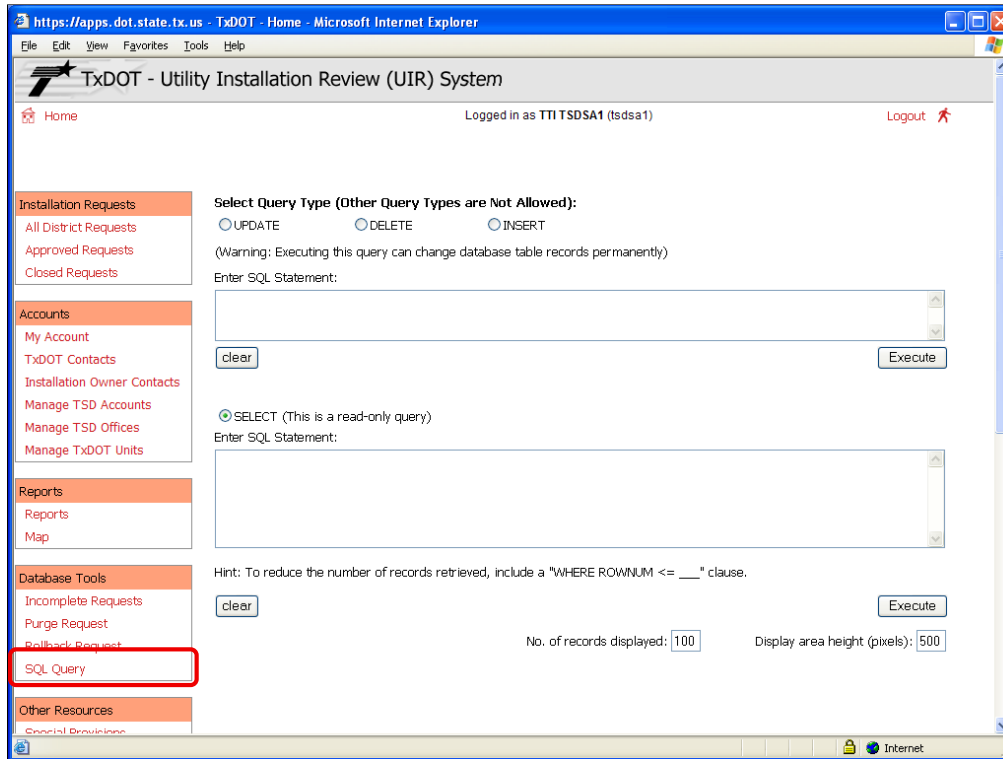 https://apps.dot.state.tx.us - TxDOT - Home - Microsoft Internet Explorer
File Edit View Favorites Tools Help
TxDOT - Utility Installation Review (UIR) System
Home Logged in as TTI TSDSA1 (tsdsa1) Logout
Installation Requests
All District Requests
Approved Requests
Closed Requests
Accounts
My Account
TxDOT Contacts
Installation Owner Contacts
Manage TSD Accounts
Manage TSD Offices
Manage TxDOT Units
Reports
Reports
Map
Database Tools
Incomplete Requests
Purge Request
Rollback Request
SQL Query
Other Resources
Special Provisions
Select Query Type (Other Query Types are Not Allowed):
UPDATE DELETE INSERT
(Warning: Executing this query can change database table records permanently)
Enter SQL Statement:
clear Execute
SELECT (This is a read-only query)
Enter SQL Statement:
Hint: To reduce the number of records retrieved, include a "WHERE ROWNUM <= ___" clause.
clear Execute
No. of records displayed: 100 Display area height (pixels): 500
Internet